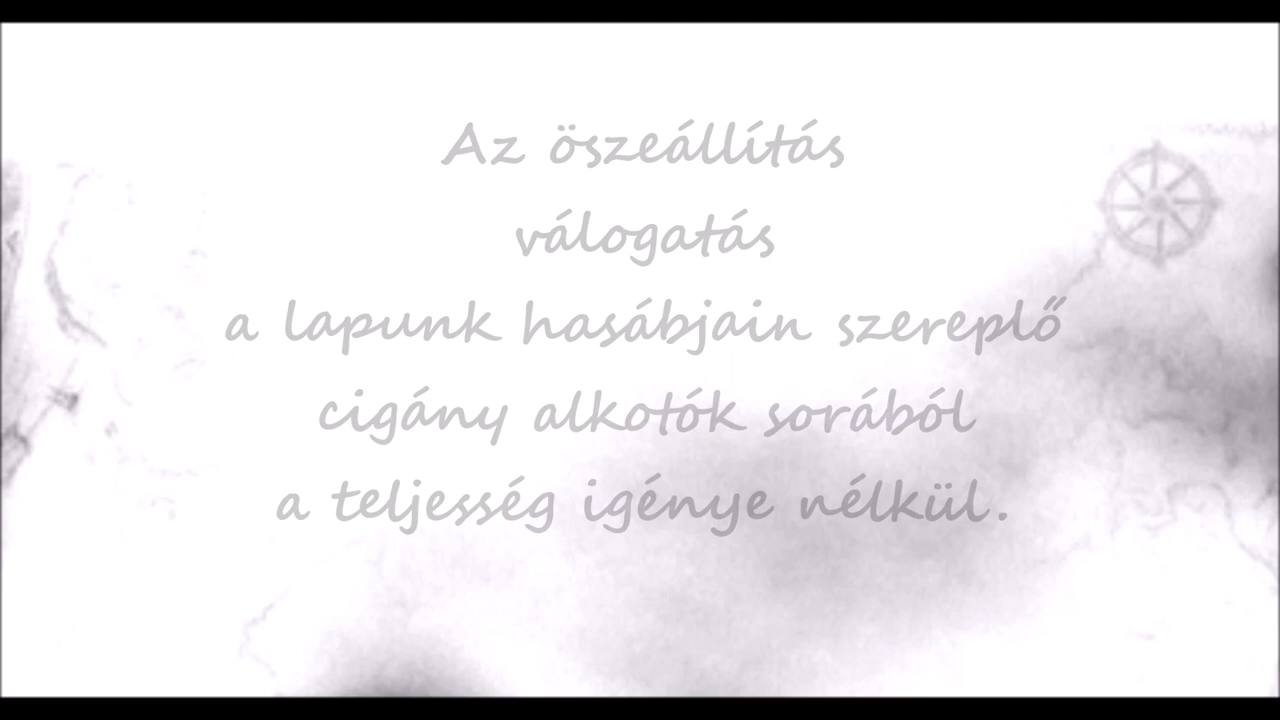 Az öszeállítás
válogatás
a lapunk hasábjain szereplő
cigány alkotók sorából
a teljesség igénye nélkül.